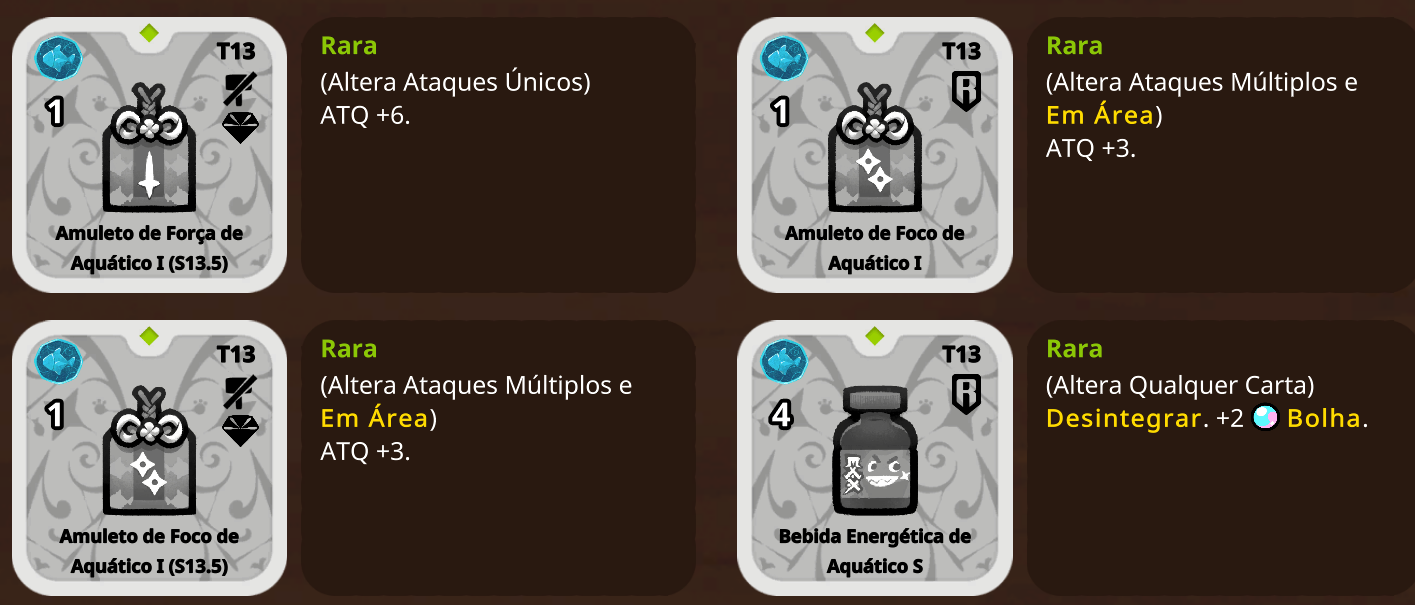 T13
1
Amuleto de Força de
Aquático I (S13.5)
Rara
(Altera Ataques Únicos)
ATQ +6.
T13
R
1
Amuleto de Foco de
Aquático I
Rara
(Altera Ataques Múltiplos e
Em Área)
ATQ +3.
T13
1
Amuleto de Foco de
Aquático I (S13.5)
Rara
(Altera Ataques Múltiplos e
Em Área)
ATQ +3.
T13
R
4
Bebida Energética de
Aquático S
Rara
(Altera Qualquer Carta)
Desintegrar. +2 Bolha.